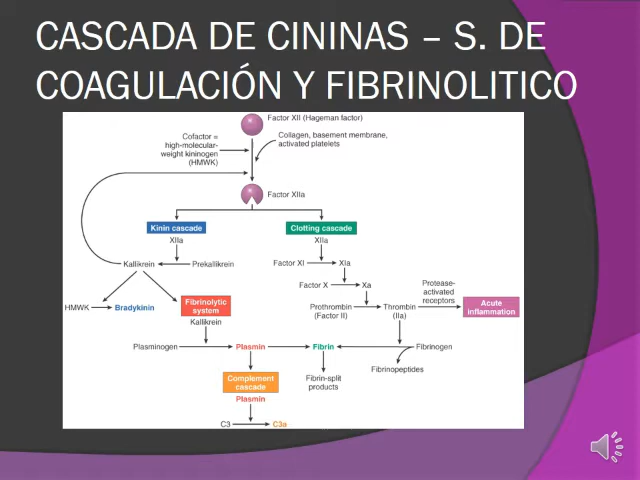 CASCADA DE CININAS – S. DE
COAGULACIÓN Y FIBRINOLITICO
Factor XII (Hageman factor)
Cofactor =
high-molecular-
weight kininogen
(HMWK)
Collagen, basement membrane,
activated platelets
Factor XIIa
Kinin cascade
Clotting cascade
XIIa
XIIa
Kallikrein
Prekallikrein
Factor XI
XIa
Factor X
Xa
Protease-
activated
receptors
HMWK
Bradykinin
Fibrinolytic
system
Kallikrein
Prothrombin
(Factor II)
Thrombin
(IIa)
Acute
inflammation
Plasminogen
Plasmin
Fibrin
Fibrinogen
Fibrinopeptides
Complement
cascade
Fibrin-split
products
Plasmin
C3
C3a